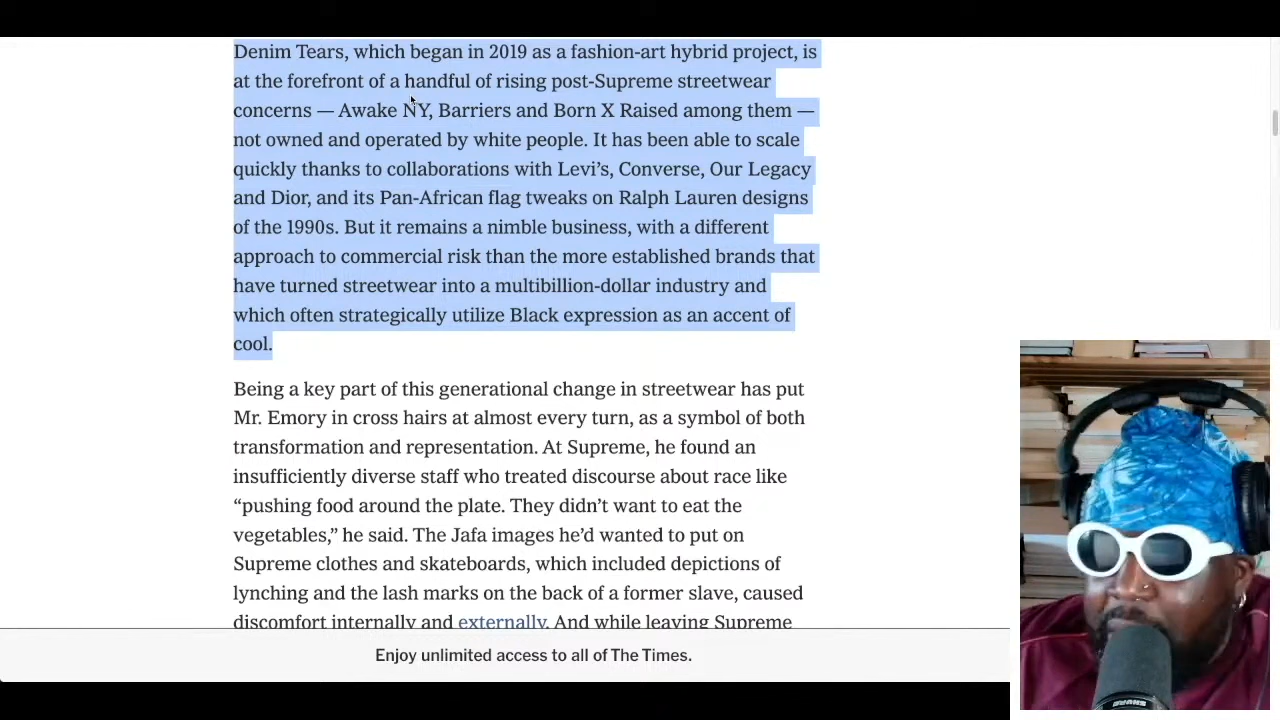 Denim Tears, which began in 2019 as a fashion-art hybrid project, is
at the forefront of a handful of rising post-Supreme streetwear
concerns — Awake NY, Barriers and Born X Raised among them —
not owned and operated by white people. It has been able to scale
quickly thanks to collaborations with Levi’s, Converse, Our Legacy
and Dior, and its Pan-African flag tweaks on Ralph Lauren designs
of the 1990s. But it remains a nimble business, with a different
approach to commercial risk than the more established brands that
have turned streetwear into a multibillion-dollar industry and
which often strategically utilize Black expression as an accent of
cool.
Being a key part of this generational change in streetwear has put
Mr. Emory in cross hairs at almost every turn, as a symbol of both
transformation and representation. At Supreme, he found an
insufficiently diverse staff who treated discourse about race like
“pushing food around the plate. They didn’t want to eat the
vegetables,” he said. The Jafa images he’d wanted to put on
Supreme clothes and skateboards, which included depictions of
lynching and the lash marks on the back of a former slave, caused
discomfort internally and externally. And while leaving Supreme
Enjoy unlimited access to all of The Times.
SHURE